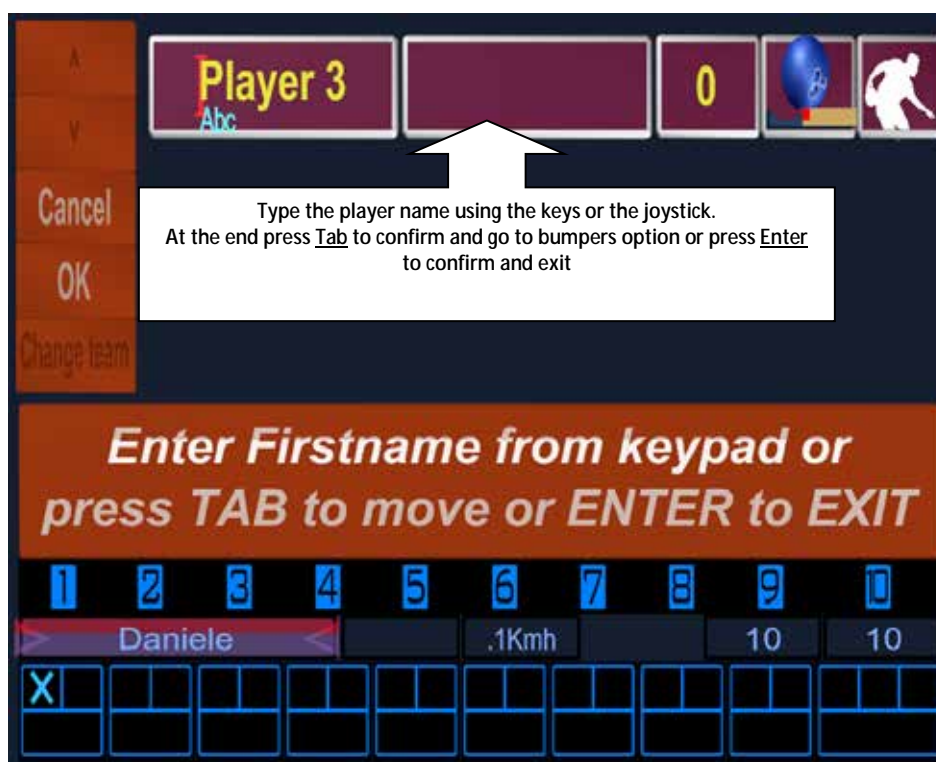 ^
Player 3
0
Abc
v
Cancel
Type the player name using the keys or the joystick.
At the end press Tab to confirm and go to bumpers option or press Enter
to confirm and exit
OK
Change team
Enter Firstname from keypad or
press TAB to move or ENTER to EXIT
1 2 3 4 5 6 7 8 9 10
> Daniele < .1Kmh 10 10
X